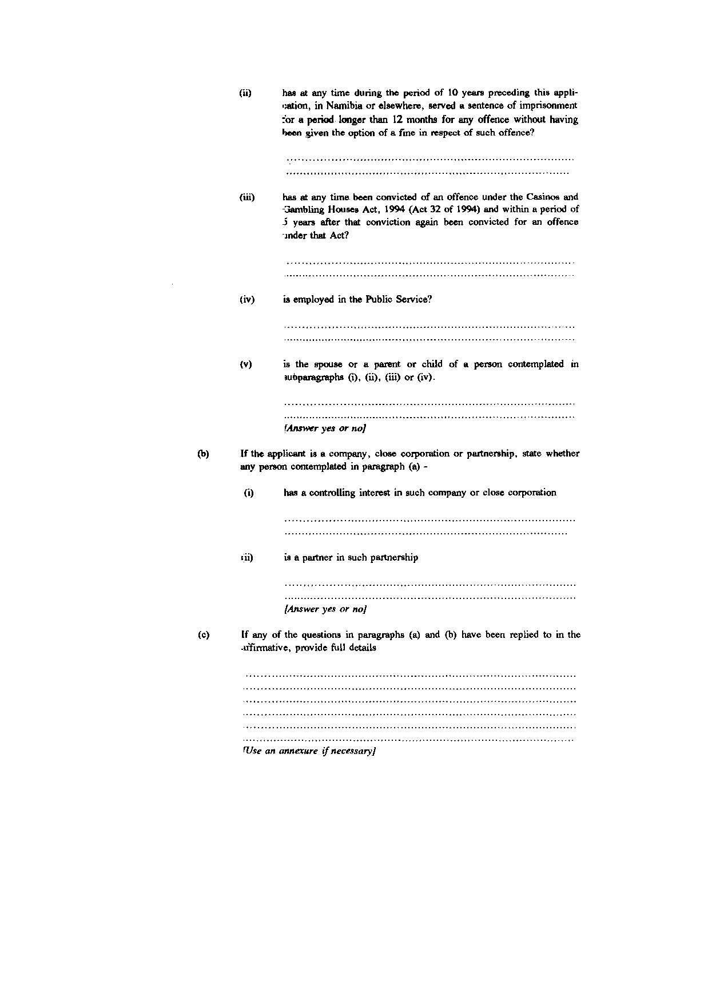 (ii) has at any time during the period of 10 years preceding this appli-
cation, in Namibia or elsewhere, served a sentence of imprisonment
for a period longer than 12 months for any offence without having
been given the option of a fine in respect of such offence?
................................................................................
................................................................................
(iii) has at any time been convicted of an offence under the Casinos and
Gambling Houses Act, 1994 (Act 32 of 1994) and within a period of
5 years after that conviction again been convicted for an offence
under that Act?
................................................................................
................................................................................
(iv) is employed in the Public Service?
................................................................................
................................................................................
(v) is the spouse or a parent or child of a person contemplated in
subparagraphs (i), (ii), (iii) or (iv).
................................................................................
................................................................................
[Answer yes or no]
(b) If the applicant is a company, close corporation or partnership, state whether
any person contemplated in paragraph (a) -
(i) has a controlling interest in such company or close corporation
................................................................................
................................................................................
(ii) is a partner in such partnership
................................................................................
................................................................................
[Answer yes or no]
(c) If any of the questions in paragraphs (a) and (b) have been replied to in the
affirmative, provide full details
................................................................................
................................................................................
................................................................................
................................................................................
................................................................................
................................................................................
[Use an annexure if necessary]